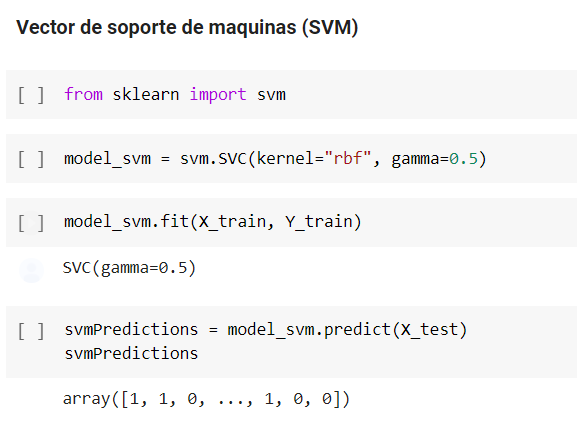 Vector de soporte de maquinas (SVM)
[ ] from sklearn import svm
[ ] model_svm = svm.SVC(kernel="rbf", gamma=0.5)
[ ] model_svm.fit(X_train, Y_train)
SVC(gamma=0.5)
[ ] svmPredictions = model_svm.predict(X_test)
svmPredictions
array([1, 1, 0, ..., 1, 0, 0])